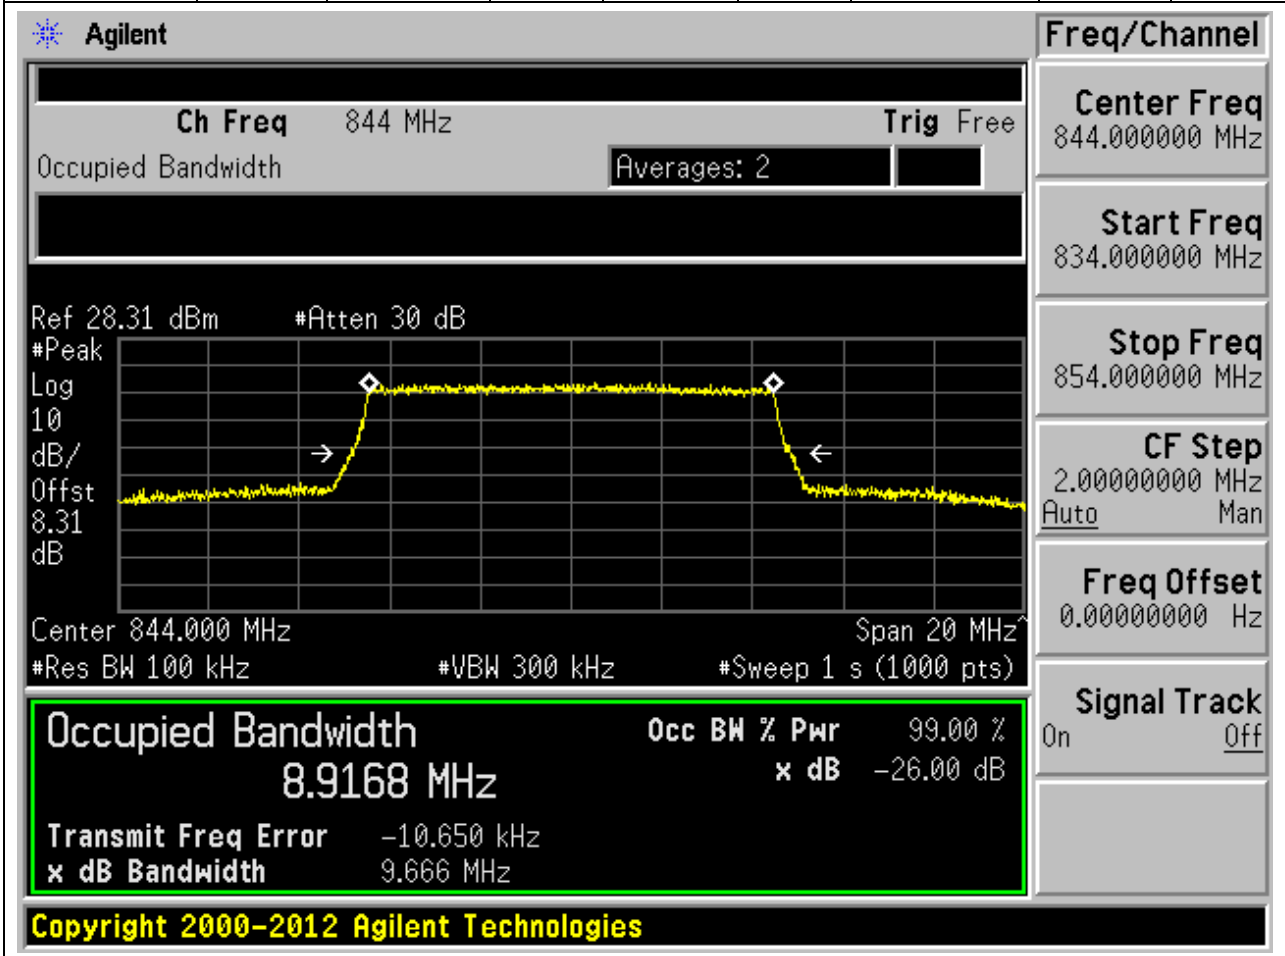 Agilent
Freq/Channel
Ch Freq 844 MHz Trig Free
Occupied Bandwidth Averages: 2
Center Freq
844.000000 MHz
Start Freq
834.000000 MHz
Stop Freq
854.000000 MHz
CF Step
2.00000000 MHz
Auto Man
Freq Offset
0.00000000 Hz
Signal Track
On Off
Ref 28.31 dBm #Atten 30 dB
#Peak
Log
10
dB/
Offst
8.31
dB
Center 844.000 MHz Span 20 MHz^
#Res BW 100 kHz #VBW 300 kHz #Sweep 1 s (1000 pts)
Occupied Bandwidth Occ BW % Pwr 99.00 %
8.9168 MHz x dB -26.00 dB
Transmit Freq Error -10.650 kHz
x dB Bandwidth 9.666 MHz
Copyright 2000-2012 Agilent Technologies